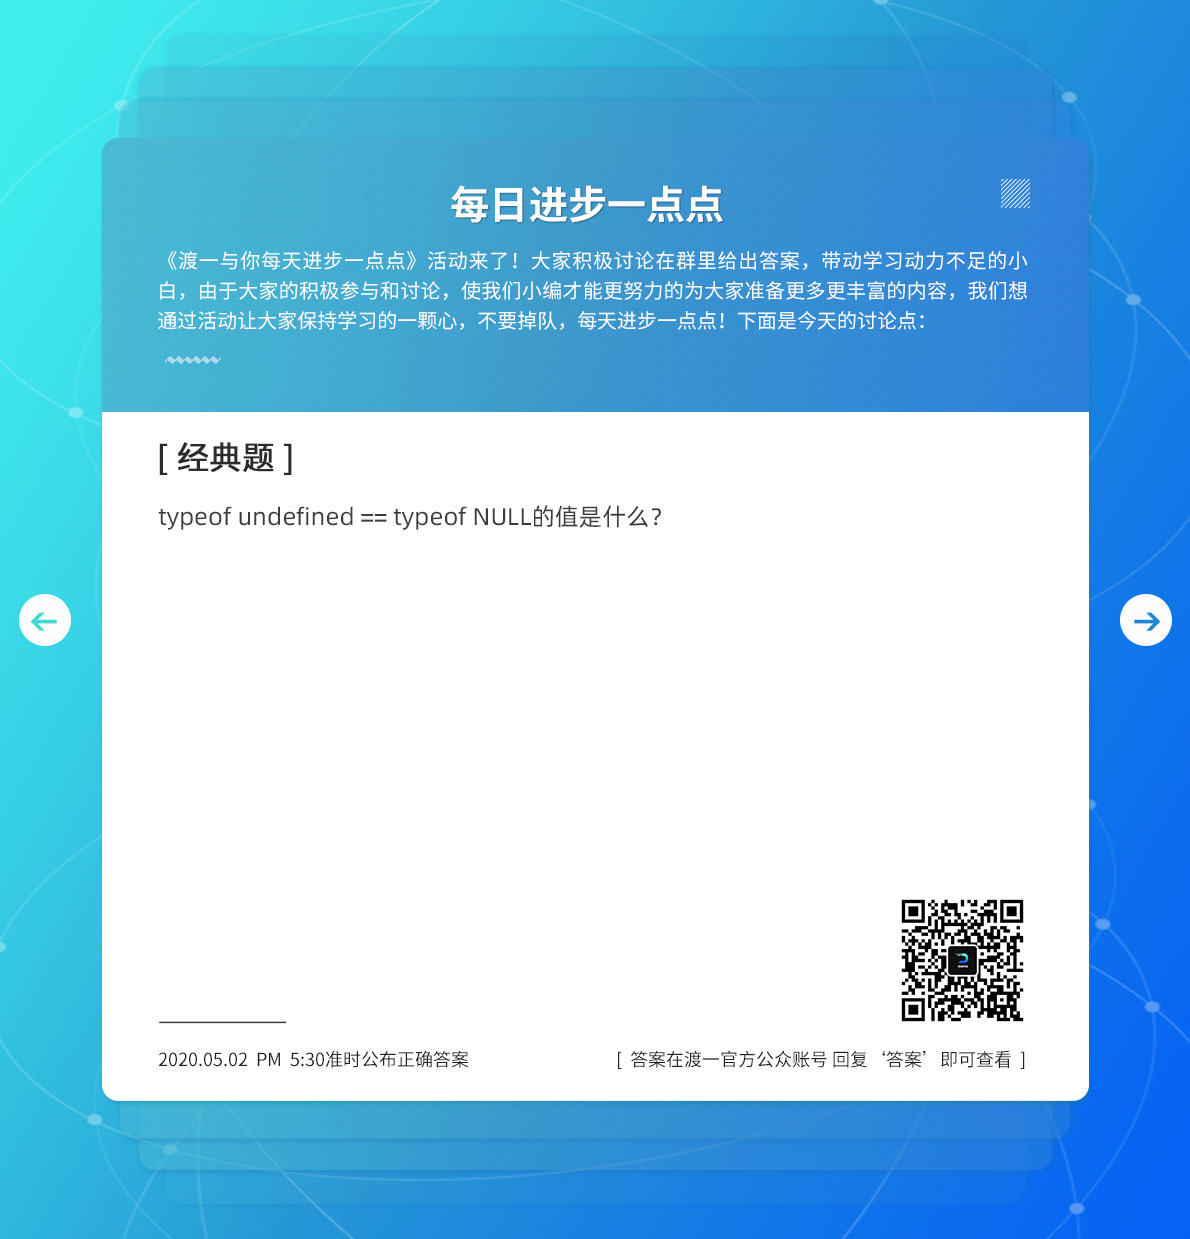 每日进步一点点
《渡一与你每天进步一点点》活动来了！大家积极讨论在群里给出答案，带动学习动力不足的小
白，由于大家的积极参与和讨论，使我们小编才能更努力的为大家准备更多更丰富的内容，我们想
通过活动让大家保持学习的一颗心，不要掉队，每天进步一点点！下面是今天的讨论点：
[ 经典题 ]
typeof undefined == typeof NULL的值是什么？
2020.05.02 PM 5:30准时公布正确答案
[ 答案在渡一官方公众账号 回复 ‘答案’ 即可查看 ]